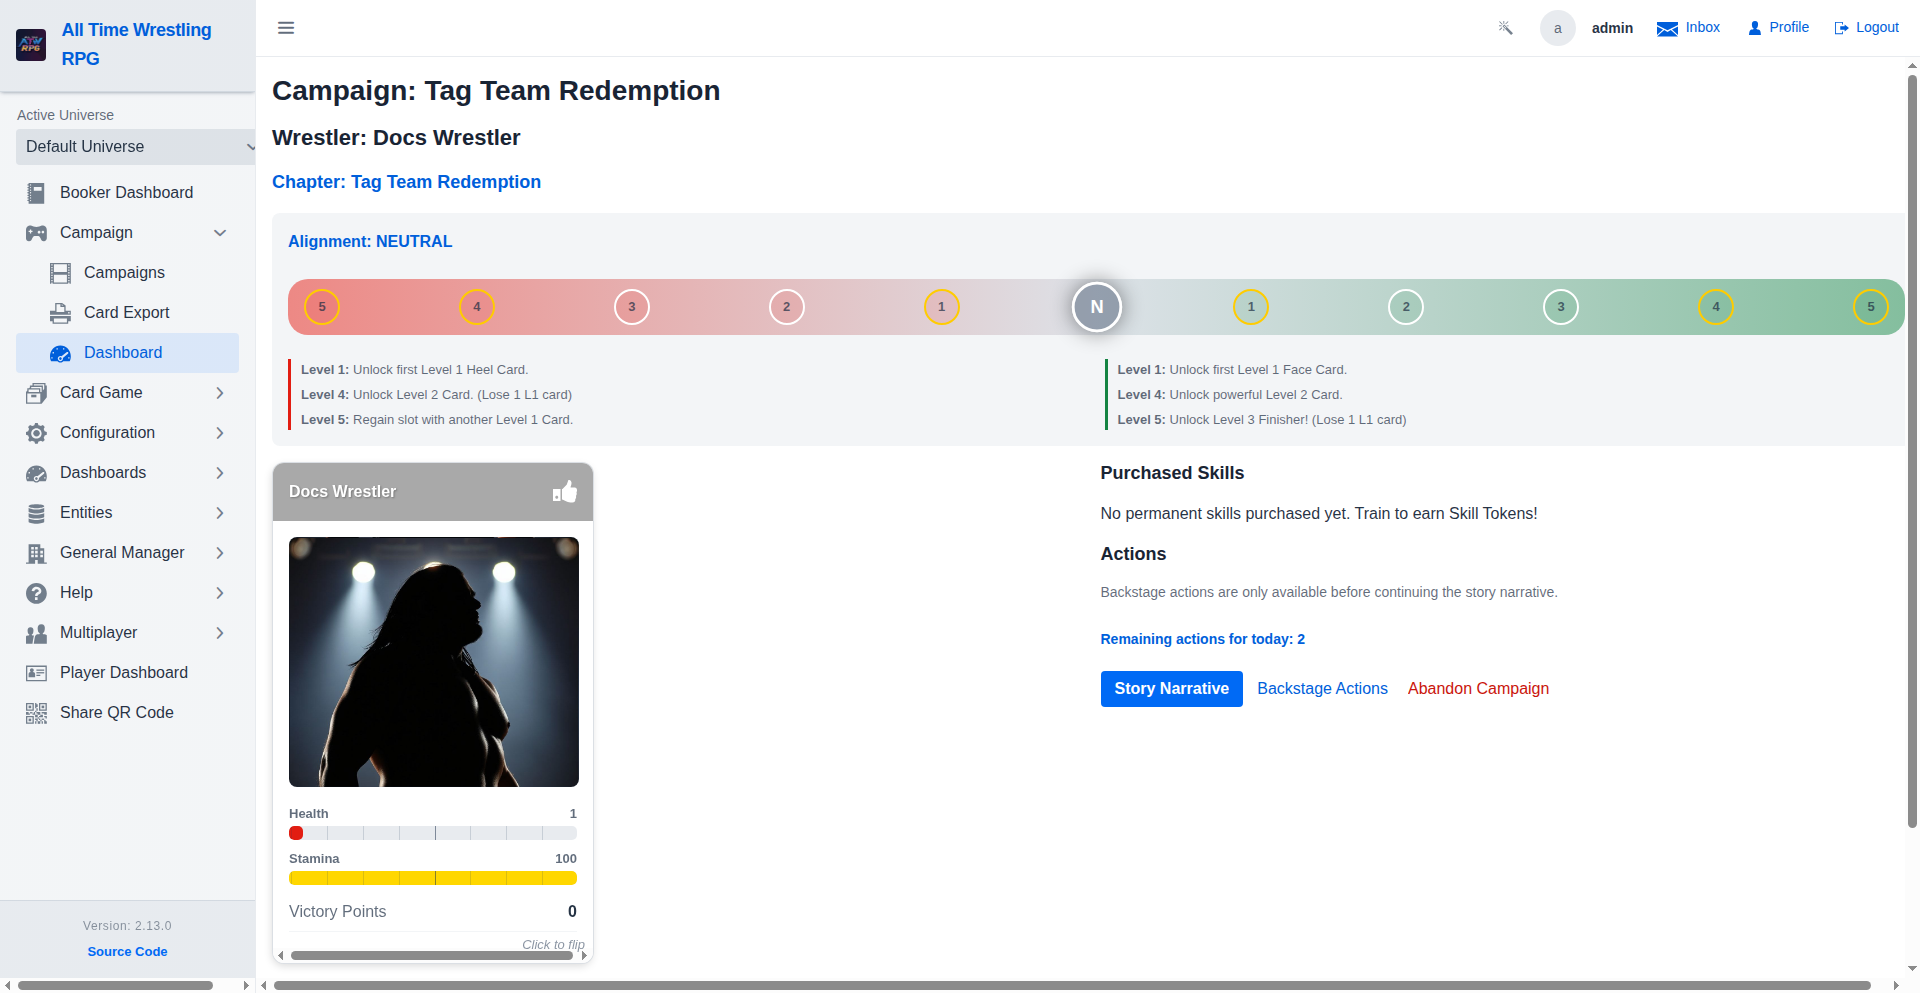 All Time Wrestling
RPG
a
admin
Inbox
Profile
Logout
Active Universe
Default Universe
Booker Dashboard
Campaign
Campaigns
Card Export
Dashboard
Card Game
Configuration
Dashboards
Entities
General Manager
Help
Multiplayer
Player Dashboard
Share QR Code
Version: 2.13.0
Source Code
Campaign: Tag Team Redemption
Wrestler: Docs Wrestler
Chapter: Tag Team Redemption
Alignment: NEUTRAL
5 4 3 2 1 N 1 2 3 4 5
Level 1: Unlock first Level 1 Heel Card.
Level 4: Unlock Level 2 Card. (Lose 1 L1 card)
Level 5: Regain slot with another Level 1 Card.
Level 1: Unlock first Level 1 Face Card.
Level 4: Unlock powerful Level 2 Card.
Level 5: Unlock Level 3 Finisher! (Lose 1 L1 card)
Docs Wrestler
Health 1
Stamina 100
Victory Points 0
Click to flip
Purchased Skills
No permanent skills purchased yet. Train to earn Skill Tokens!
Actions
Backstage actions are only available before continuing the story narrative.
Remaining actions for today: 2
Story Narrative Backstage Actions Abandon Campaign